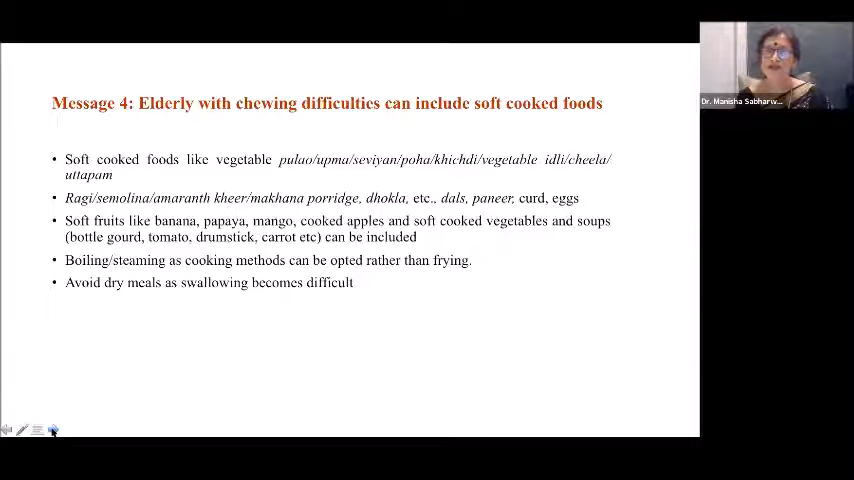 Message 4: Elderly with chewing difficulties can include soft cooked foods
• Soft cooked foods like vegetable pulao/upma/seviyan/poha/khichdi/vegetable idli/cheela/
uttapam
• Ragi/semolina/amaranth kheer/makhana porridge, dhokla, etc., dals, paneer, curd, eggs
• Soft fruits like banana, papaya, mango, cooked apples and soft cooked vegetables and soups
(bottle gourd, tomato, drumstick, carrot etc) can be included
• Boiling/steaming as cooking methods can be opted rather than frying.
• Avoid dry meals as swallowing becomes difficult
Dr. Manisha Sabharw...